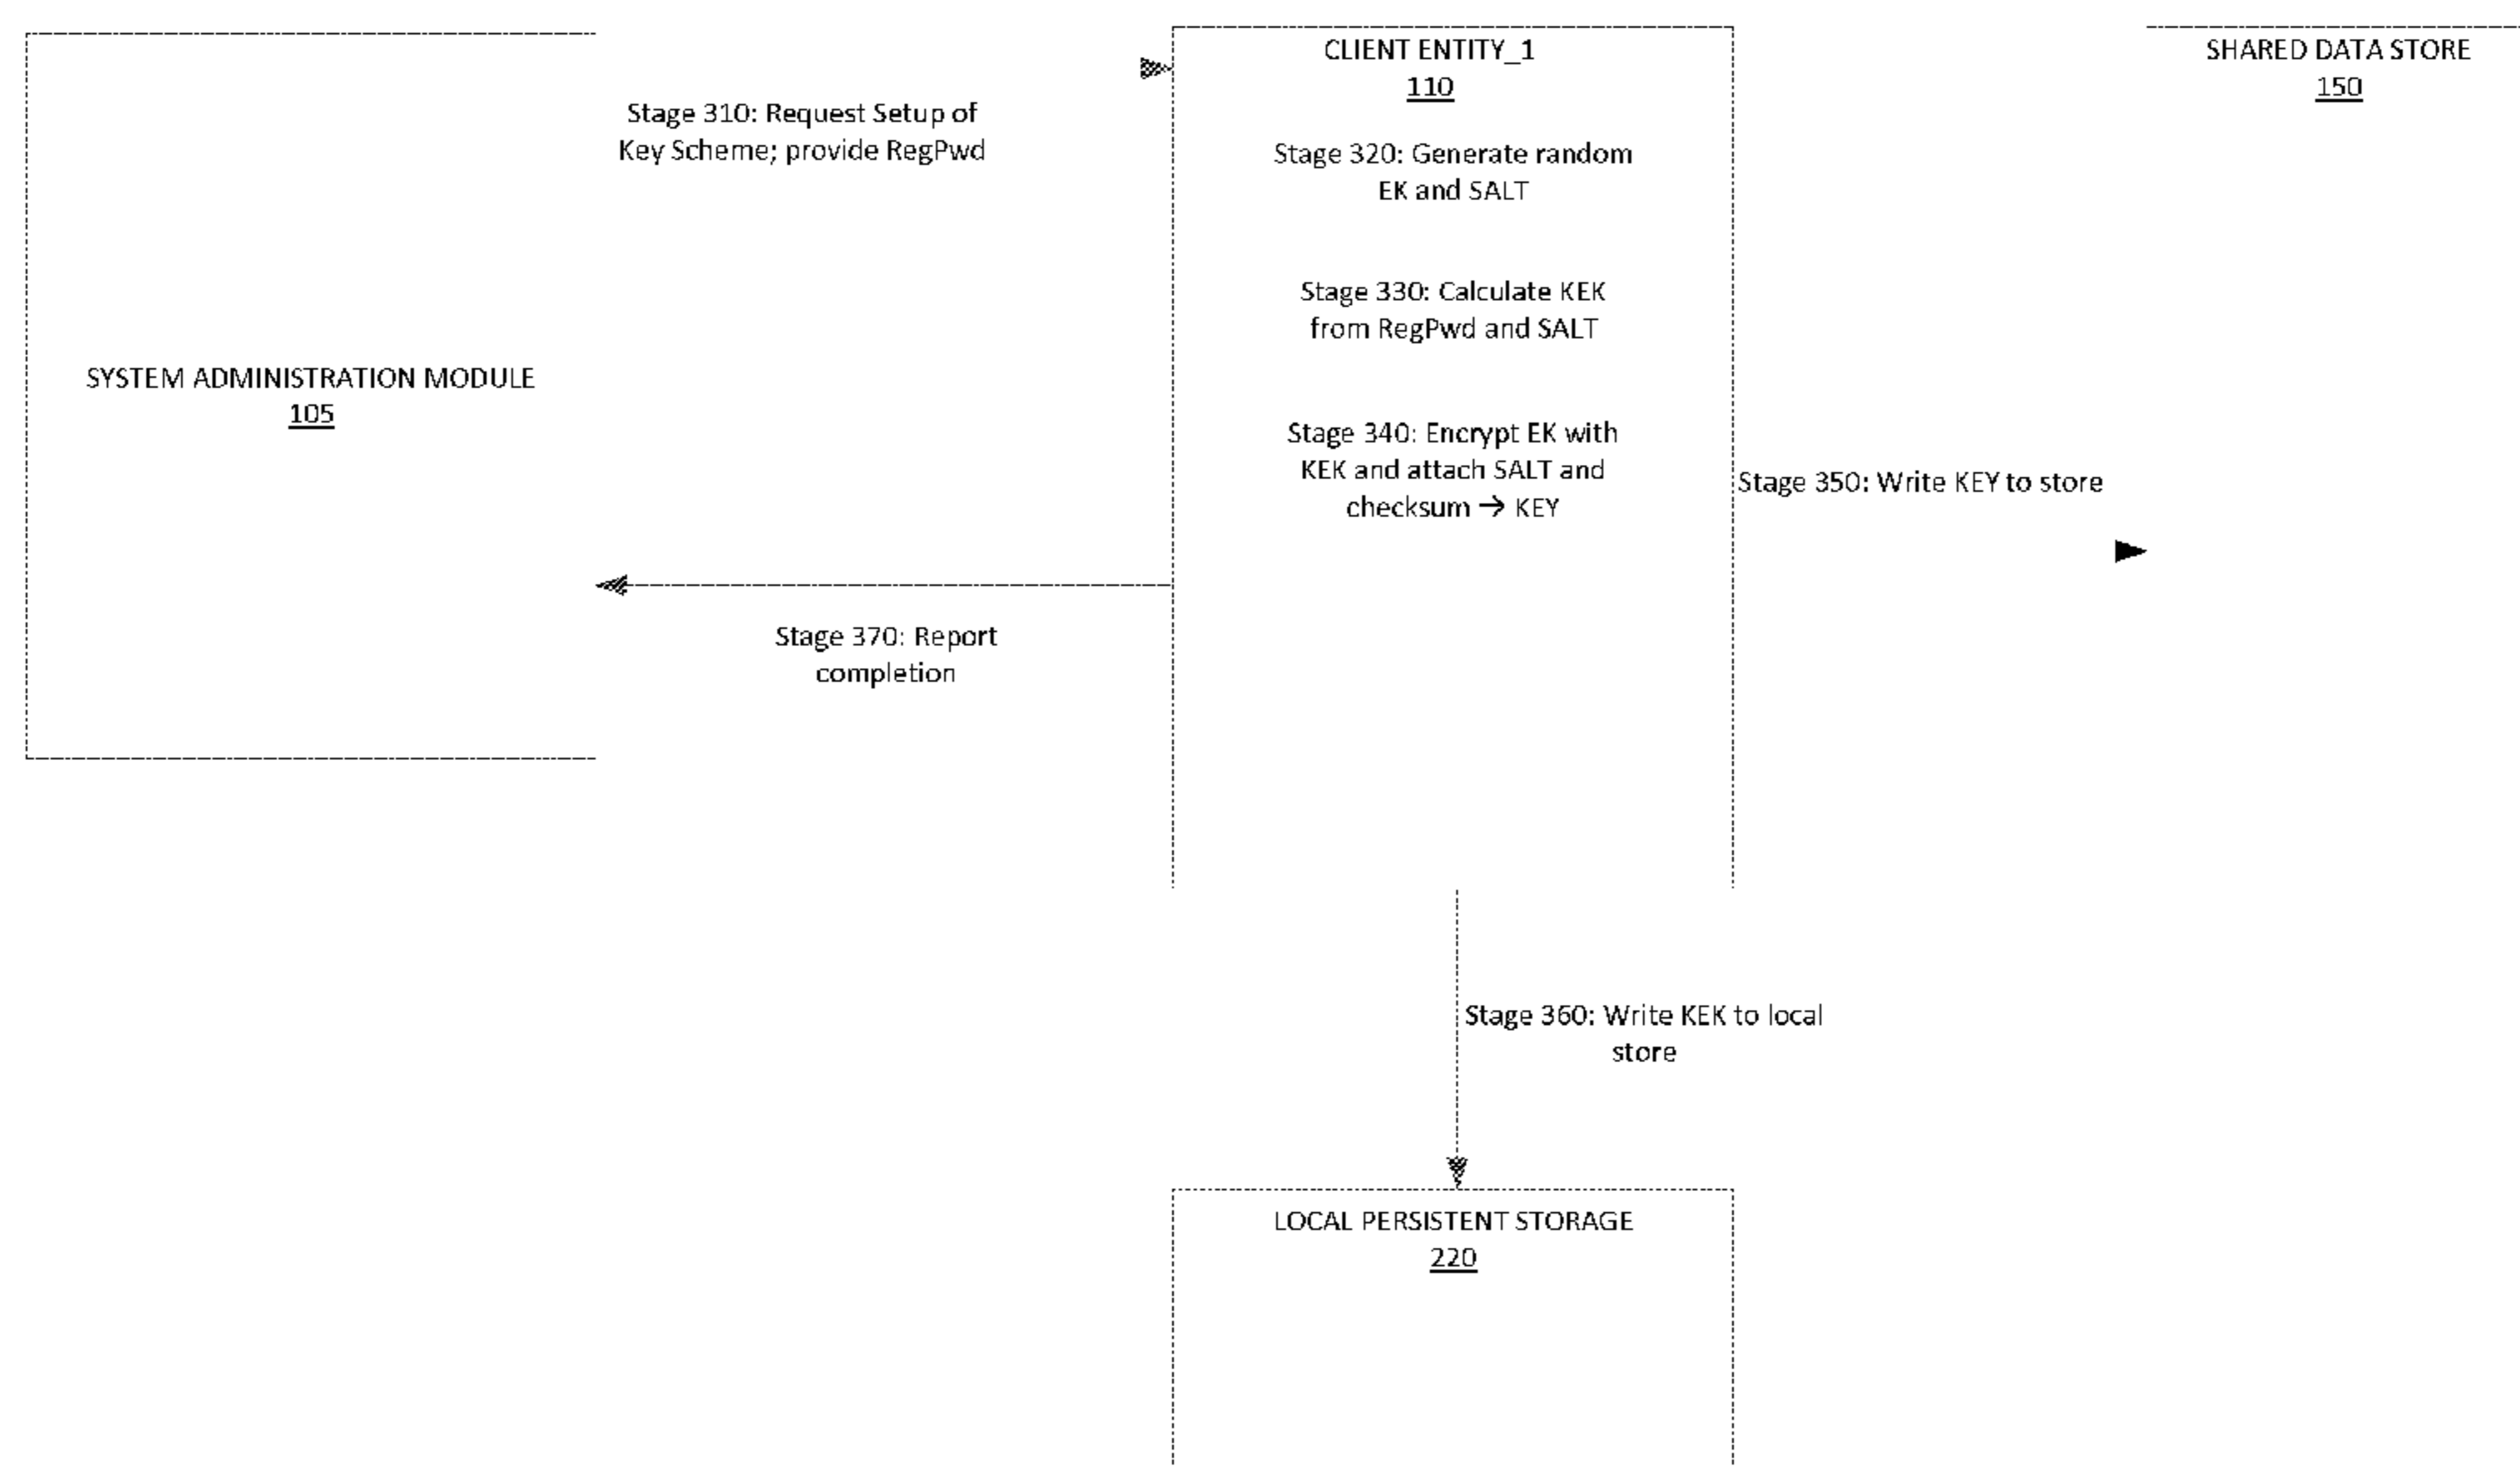 SYSTEM ADMINISTRATION MODULE
105
Stage 310: Request Setup of
Key Scheme; provide RegPwd
CLIENT ENTITY_1
110
Stage 320: Generate random
EK and SALT
Stage 330: Calculate KEK
from RegPwd and SALT
Stage 340: Encrypt EK with
KEK and attach SALT and
checksum → KEY
Stage 350: Write KEY to store
SHARED DATA STORE
150
Stage 360: Write KEK to local
store
LOCAL PERSISTENT STORAGE
220
Stage 370: Report
completion